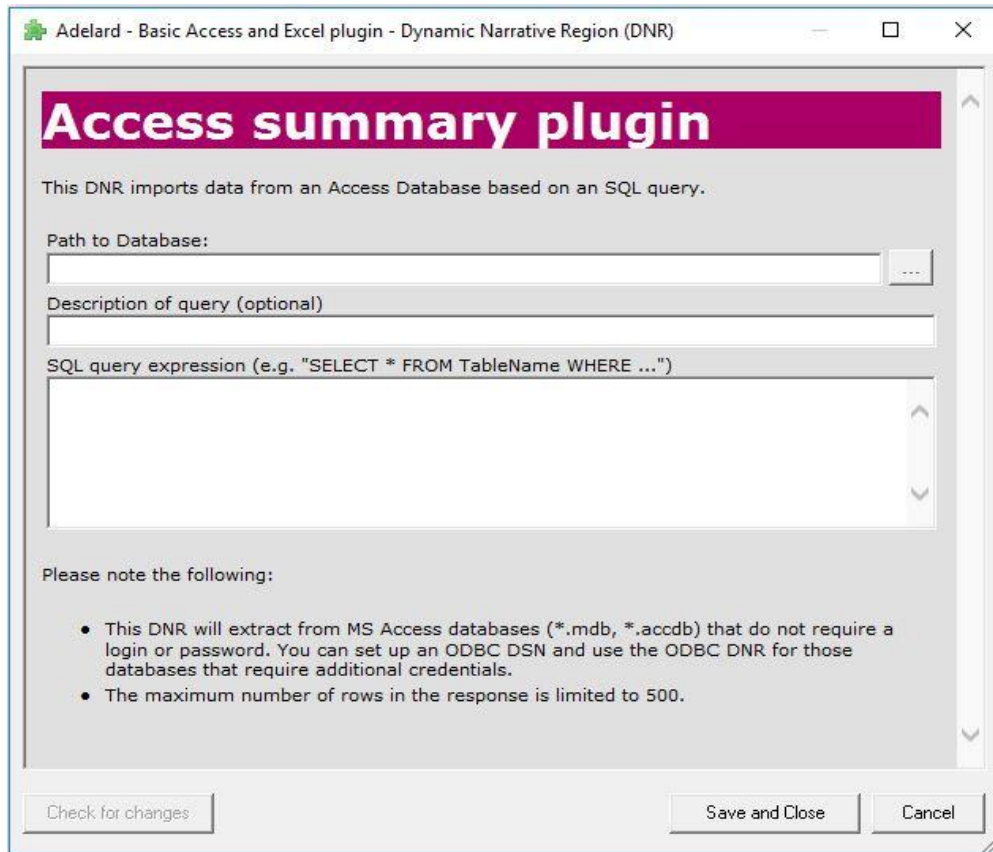 Adelard - Basic Access and Excel plugin - Dynamic Narrative Region (DNR)
Access summary plugin
This DNR imports data from an Access Database based on an SQL query.
Path to Database:
...
Description of query (optional)
SQL query expression (e.g. "SELECT * FROM TableName WHERE ...")
Please note the following:
• This DNR will extract from MS Access databases (*.mdb, *.accdb) that do not require a
login or password. You can set up an ODBC DSN and use the ODBC DNR for those
databases that require additional credentials.
• The maximum number of rows in the response is limited to 500.
Check for changes
Save and Close
Cancel